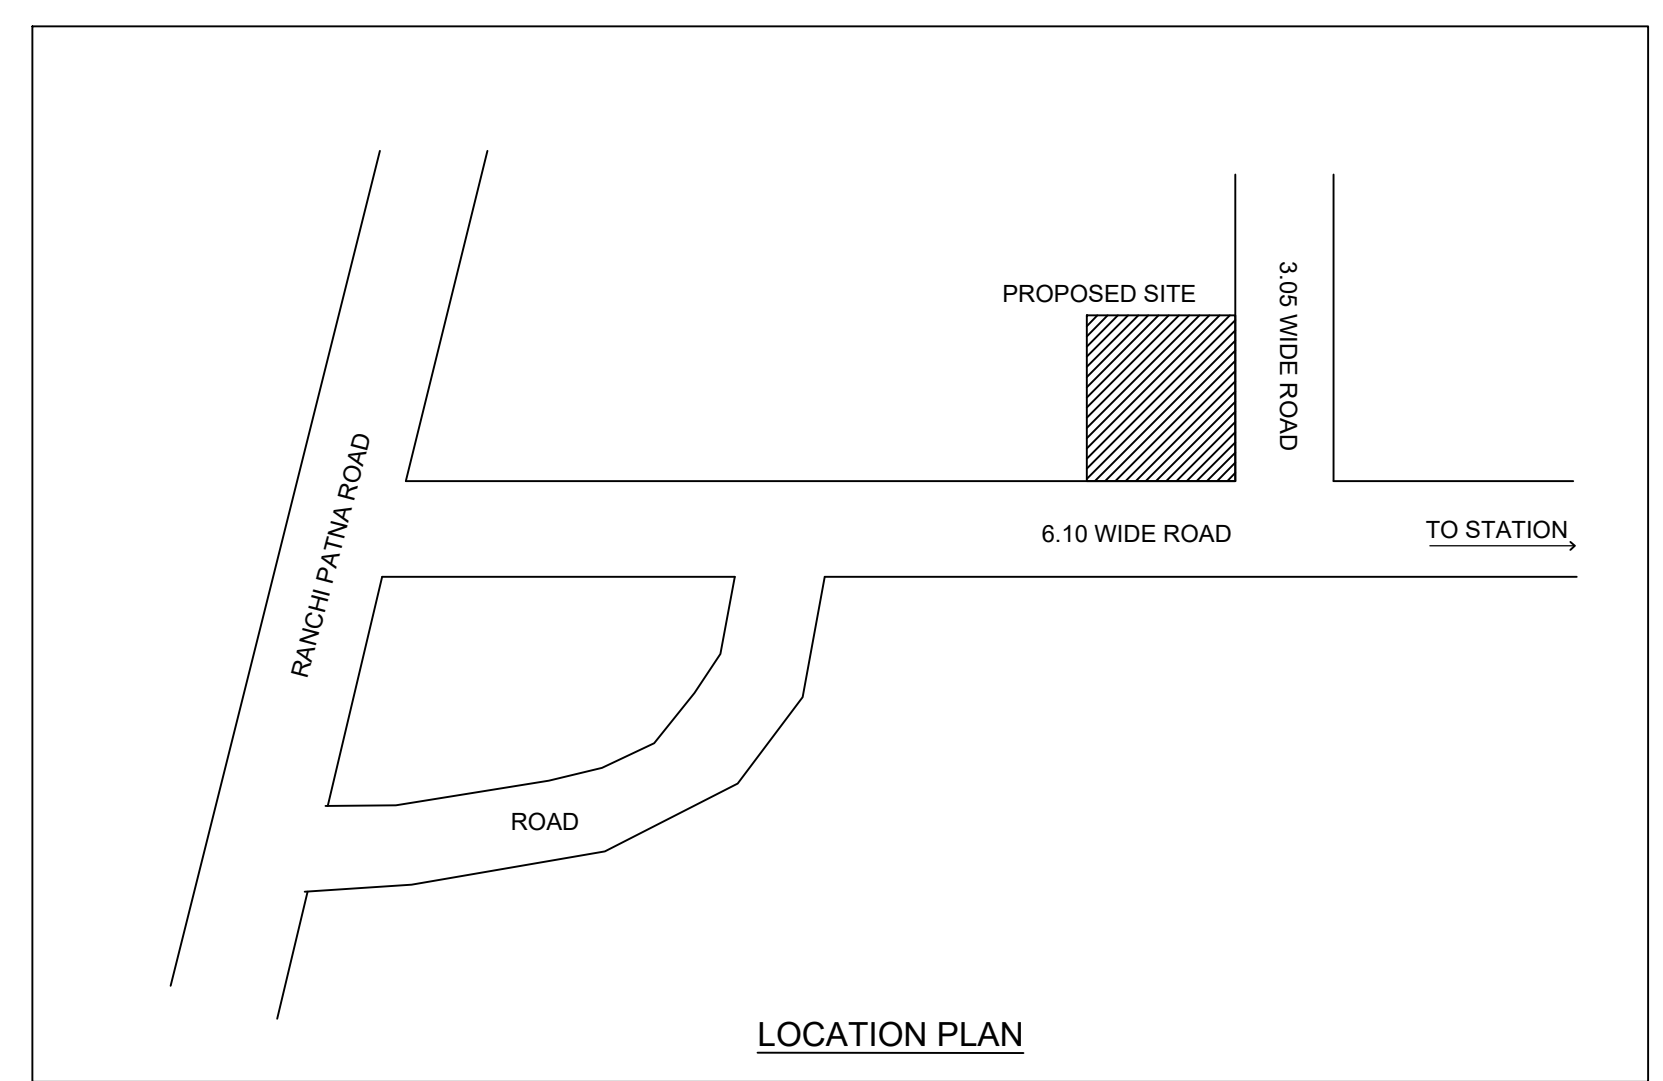 PROPOSED SITE
3.05 WIDE ROAD
RANCHI PATNA ROAD
6.10 WIDE ROAD
TO STATION
ROAD
LOCATION PLAN